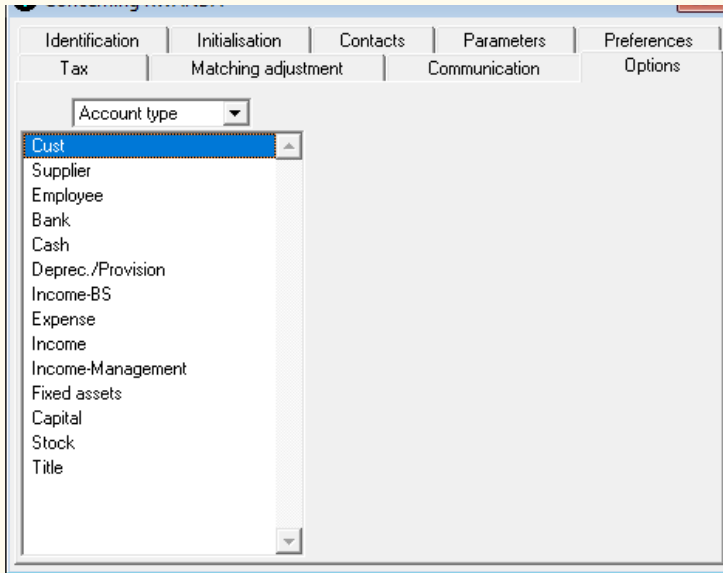 Identification Initialisation Contacts Parameters Preferences
Tax Matching adjustment Communication Options
Account type
Cust
Supplier
Employee
Bank
Cash
Deprec./Provision
Income-BS
Expense
Income
Income-Management
Fixed assets
Capital
Stock
Title